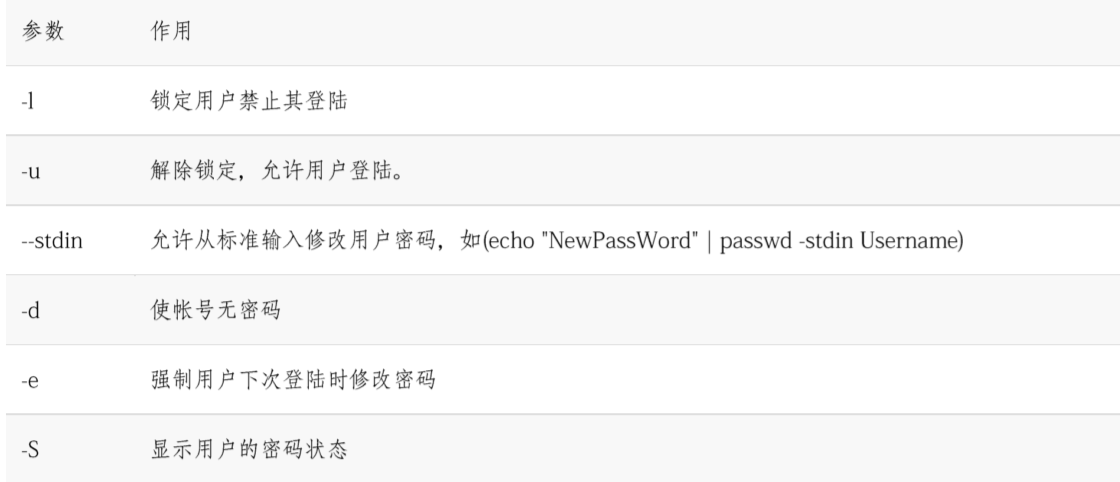 参数 作用
-l 锁定用户禁止其登陆
-u 解除锁定，允许用户登陆。
--stdin 允许从标准输入修改用户密码，如(echo "NewPassWord" | passwd -stdin Username)
-d 使帐号无密码
-e 强制用户下次登陆时修改密码
-S 显示用户的密码状态